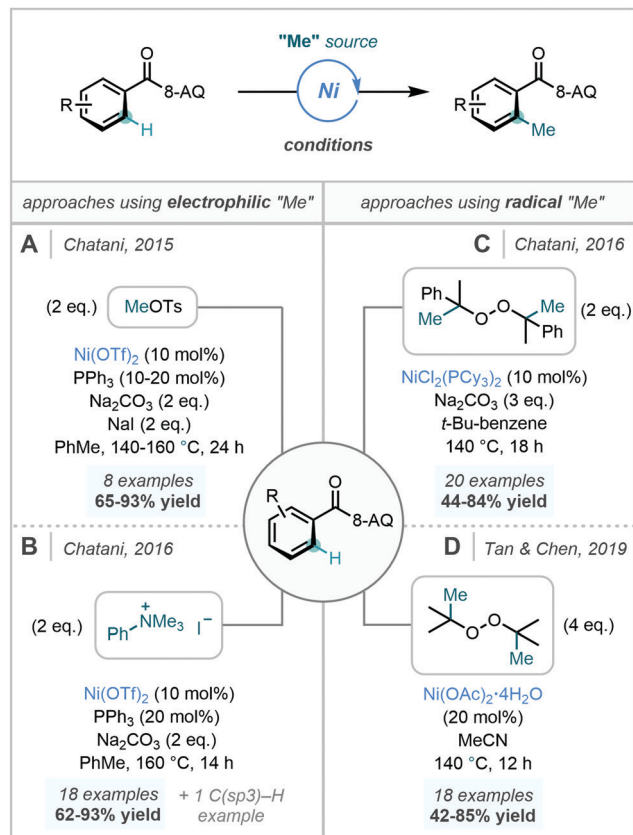 "Me" source
O
R
8-AQ
H
Ni
conditions
O
R
8-AQ
Me
approaches using electrophilic "Me"
approaches using radical "Me"
A | Chatani, 2015
(2 eq.) MeOTs
Ni(OTf)₂ (10 mol%)
PPh₃ (10-20 mol%)
Na₂CO₃ (2 eq.)
NaI (2 eq.)
PhMe, 140-160 °C, 24 h
8 examples
65-93% yield
C | Chatani, 2016
Ph
Me
O
O
Me
Ph
(2 eq.)
NiCl₂(PCy₃)₂ (10 mol%)
Na₂CO₃ (3 eq.)
t-Bu-benzene
140 °C, 18 h
20 examples
44-84% yield
R
O
8-AQ
H
B | Chatani, 2016
(2 eq.)
+
Ph NMe₃ I⁻
Ni(OTf)₂ (10 mol%)
PPh₃ (20 mol%)
Na₂CO₃ (2 eq.)
PhMe, 160 °C, 14 h
18 examples
62-93% yield
+ 1 C(sp3)–H
example
D | Tan & Chen, 2019
Me
O
O
Me
(4 eq.)
Ni(OAc)₂·4H₂O
(20 mol%)
MeCN
140 °C, 12 h
18 examples
42-85% yield